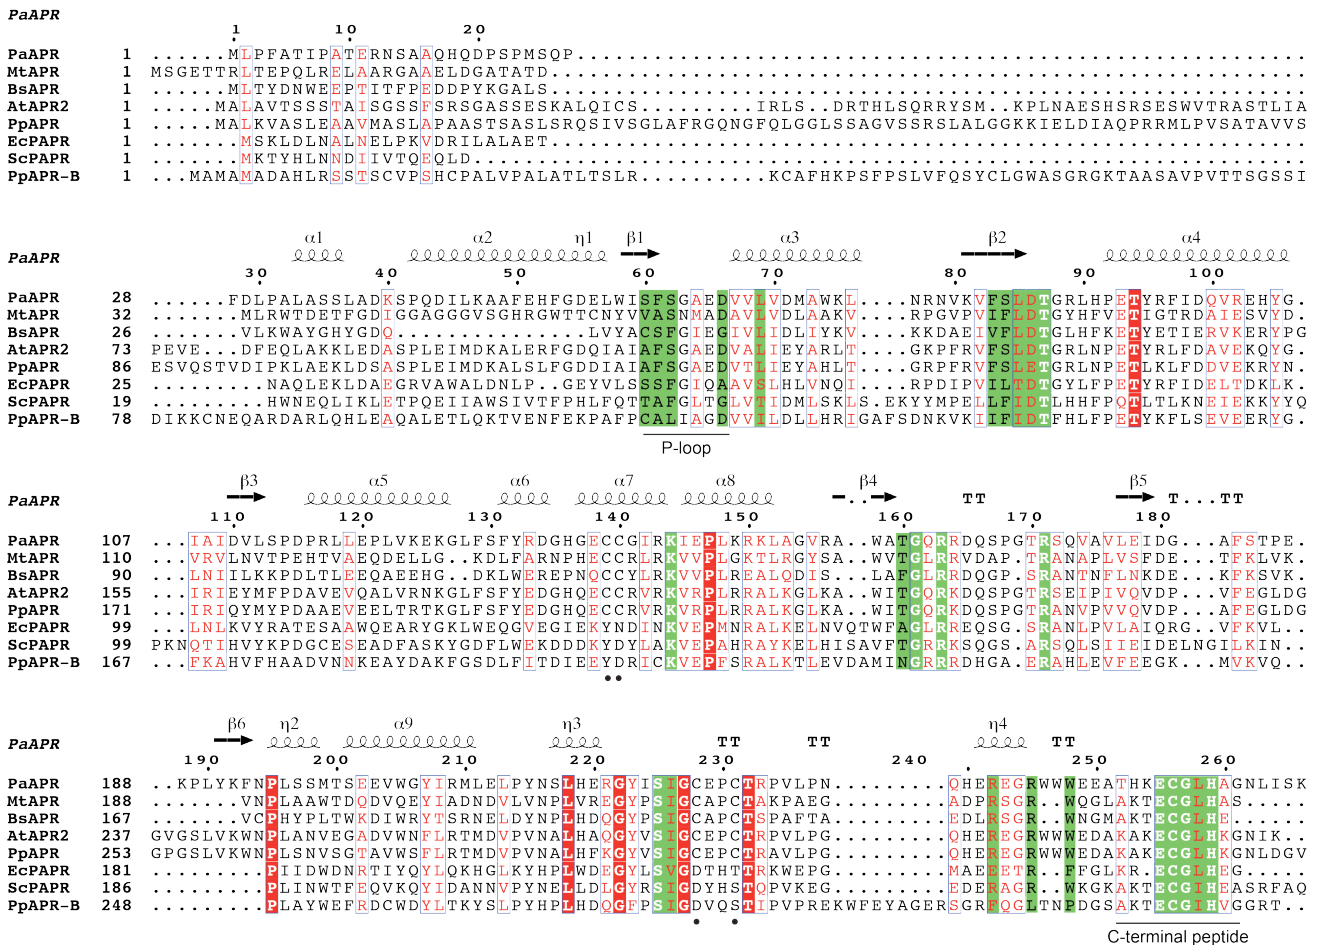 PaAPR
1 10 20
PaAPR 1 ......MLPFATIPATERNSAAQHQDPSPMSQP.........................................................
MtAPR 1 MSGETTRLTEPQLRELAARGAAELDGATATD...........................................................
BsAPR 1 ......MLTYDNWEEPTITFPEDDPYKGALS...........................................................
AtAPR2 1 .....MALAVTSSSTAISGSSFSRSGASSESKALQICS.........IRLS..DRTHLSQRRYSM..KPLNAESHSRSESWVTRASTLIA
PpAPR 1 .....MALKVASLEAAVMASLAPAASTSASLSRQSIVSGLAFRGQNGFQLGGLSSAGVSSRSLALGGKKIELDIAQPRRMLPVSATAVVS
EcPAPR 1 ......MSKLDLNALNELPKVDRILALAET............................................................
ScPAPR 1 ......MKTYHLNNDIIVTQEQLD..................................................................
PpAPR-B 1 ...MAMAMADAHLRSSTSCVPSHCPALVPALATLTSLR..........KCAFHKPSFPSLVFQSYCLGWASGRGKTAASAVPVTTSGSSI
α1 α2 η1 β1 α3 β2 α4
PaAPR
30 40 50 60 70 80 90 100
PaAPR 28 ......FDLPALASSLADKSPQDILKAAFEHFGDELWISFSGAEDVVLVDMAWKL....NRNVKVFSLDTGRLHPETYRFIDQVREHYG.
MtAPR 32 ......MLRWTDETFGDIGGAGGGVSGHRGWTTCNYVVASNMADAVLVDLAAKV....RPGVPVIFLDTGYHFVETIGTRDAIESVYD.
BsAPR 26 .......VLKWAYGHYGDQ................LVYACSFGIEGIVLIDLIYKV....KKDAEIVFLDTGLHFKETYETIERVKERYPG
AtAPR2 73 PEVE...DFEQLAKKLEDASPLEIMDKALERFGDQIAIAFSGAEDVALIEYARLT....GKPFRVFSLDTGRLNPETYRLFDAVEKQYG.
PpAPR 86 ESVQSTVDIPKLAEKLDSASPLEIMDKALSLFGDDIAIAFSGAEDVTLIEYAHLT....GRPFRVFSLDTGRLNPETLKLFDDVEKRYN.
EcPAPR 25 .........NAQLEKLDAEGRVAWALDNLP..GEYVLSSSFGIQAAVSLHLVNQI....RPDIPVILTDTGYLFPETYRFIDELTDKLK.
ScPAPR 19 .........HWNEQLIKLETPQEIIAWSIVTFPHLFQTTAFGLTGLVTIDMLSKLS.EKYYMPELLFIDTLHHFPQTLTLKNEIEKKYYQ
PpAPR-B 78 DIKKCNEQARDARLQHLEAQALETLQKTVENFEKPAFPCALIAGDVVILDLLHRIGAFSDNKVKIIFIDTFHLFPETYKFLSEVEERYG.
P-loop
β3 α5 α6 α7 α8 β4 TT β5 T...TT
PaAPR
110 120 130 140 150 160 170 180
PaAPR 107 ...IAIDVLSPDPRLLEPLVKEKGLFSFYRDGHGECCGIRKIEPLKRKLAGVRA..WATGQRRDQSPGTRSQVAVLEIDG...AFSTPE.
MtAPR 110 ...VRVLNVTPEHTVAEQDELLG..KDLFARNPHECCRLRKVVPLGKTLRGYSA..WVTGLRRVDAP.TRANAPLVSFDE...TFKLVK.
BsAPR 90 ...LNIILKKPDLTLEEQAEEHG..DKLWEREPNQCCYLRKVVPLREALQDISA..LAFGLRRDQGP.SRANTNFLNKDE...KFKSVK.
AtAPR2 155 ...IRIEYMFPDAVEVQALVRNKGLFSFYEDGHQECCRVRKVRPLRRALKGLKA..WITGQRKDQSPGTRSEIPIVQVDP...VFEGLDG
PpAPR 171 ...IRIQYMYPDAAEVEELTRTKGLFSFYEDGHQECCRVRKVRPLRRALKGLKA..WITGQRKDQSPGTRANVPVVQVDP...AFEGLDG
EcPAPR 99 ...LNLKVYRATESAAWQEARYGKLWEQGVEGIEKYNDINKVEPMNRALKELNVQTWFAGLRREQSG.SRANLPVLAIQRG..VFKVL..
ScPAPR 99 PKNQTIHVYKPDGCESEADFASKYGDFLWEKDDDKYDYLAKVEPAHRAYKELHISAVFTGRRKSQGS.ARSQLSIIEIDELNGILKIN..
PpAPR-B 167 ...FKAHVFHAADVNNKEAYDAKFGSDLFITDIEEYDRICKVEPFSRALKTLEVDAMINGRRRDHGA.ERAHLEVFEEGK...MVKVQ..
β6 η2 α9 η3 TT TT η4 TT
PaAPR
190 200 210 220 230 240 250 260
PaAPR 188 ..KPLYKFNPLSSMTSEEVWGYIRMLELPYNSLHERGYISIGCEPCTRPVLPN.........QHEREGRWWWEEATHKECGLHAGNLISK
MtAPR 188 .......VNPLAAWTDQDVQEYIADNDVLVNPLVREGYPSIGCAPCTAKPAEG.........ADPRSGR..WQGLAKTECGLHAS.....
BsAPR 167 .......VCPHYPLTWKDIWRYTSRNELDYNPLHDQGYPSIGCAPCTSPAFTA.........EDLRSGR..WNGMAKTECGLHE......
AtAPR2 237 GVGSLVKWNPLANVEGADVWNFLRTMDVPVNALHAQGYVSIGCEPCTRPVLPG.........QHEREGRWWWEDAKAKECGLHKGNIK..
PpAPR 253 GPGSLVKWNPLSNVSGTAVWSFLRTMDVPVNALHFKGYVSIGCEPCTRAVLPG.........QHEREGRWWWEDAKAKECGLHKGNLDGV
EcPAPR 181 .........PIIDWDNRTIYQYLQKHGLKYHPLWDEGYLSVGDTHTTRKWEPG.........MAEEETR..FFGLKR.ECGLHEG.....
ScPAPR 186 .........PLINWTFEQVKQYIDANNVPYNELLDLGYRSIGDYHSTQPVKEG.........EDERAGR..WKGKAKTECGIHEASRFAQ
PpAPR-B 248 .........PLAYWEFRDCWDYLTKYSLPYHPLHDQGFPSIGDVQSTIPVPREKWFEYAGERSGRFQGLTNPDGSAKTECGIHVGGRT..
C-terminal peptide